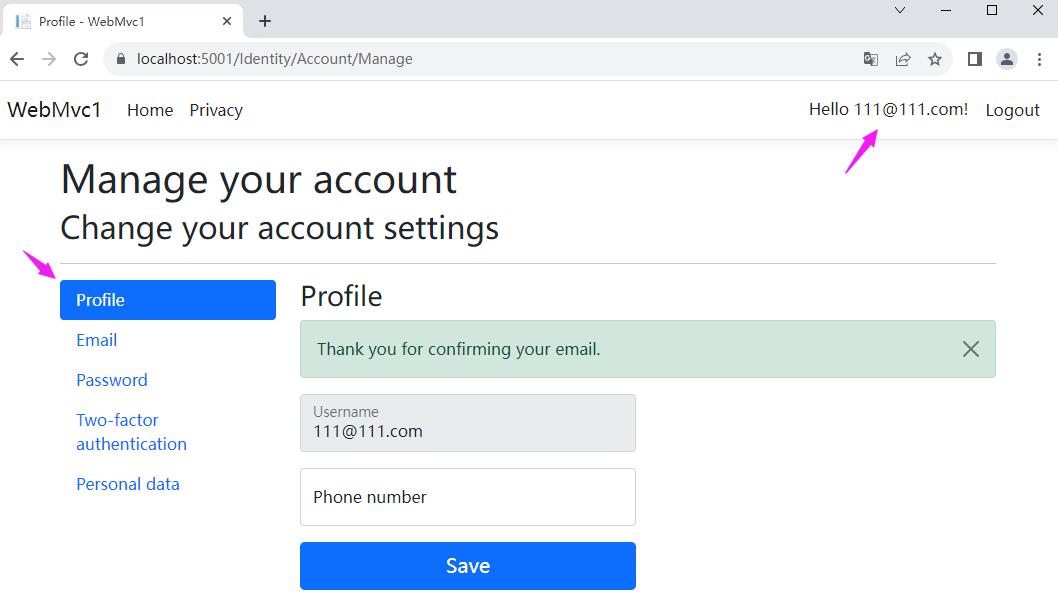 Profile - WebMvc1
localhost:5001/Identity/Account/Manage
WebMvc1 Home Privacy Hello 111@111.com! Logout
Manage your account
Change your account settings
Profile
Email
Password
Two-factor
authentication
Personal data
Profile
Thank you for confirming your email.
Username
111@111.com
Phone number
Save